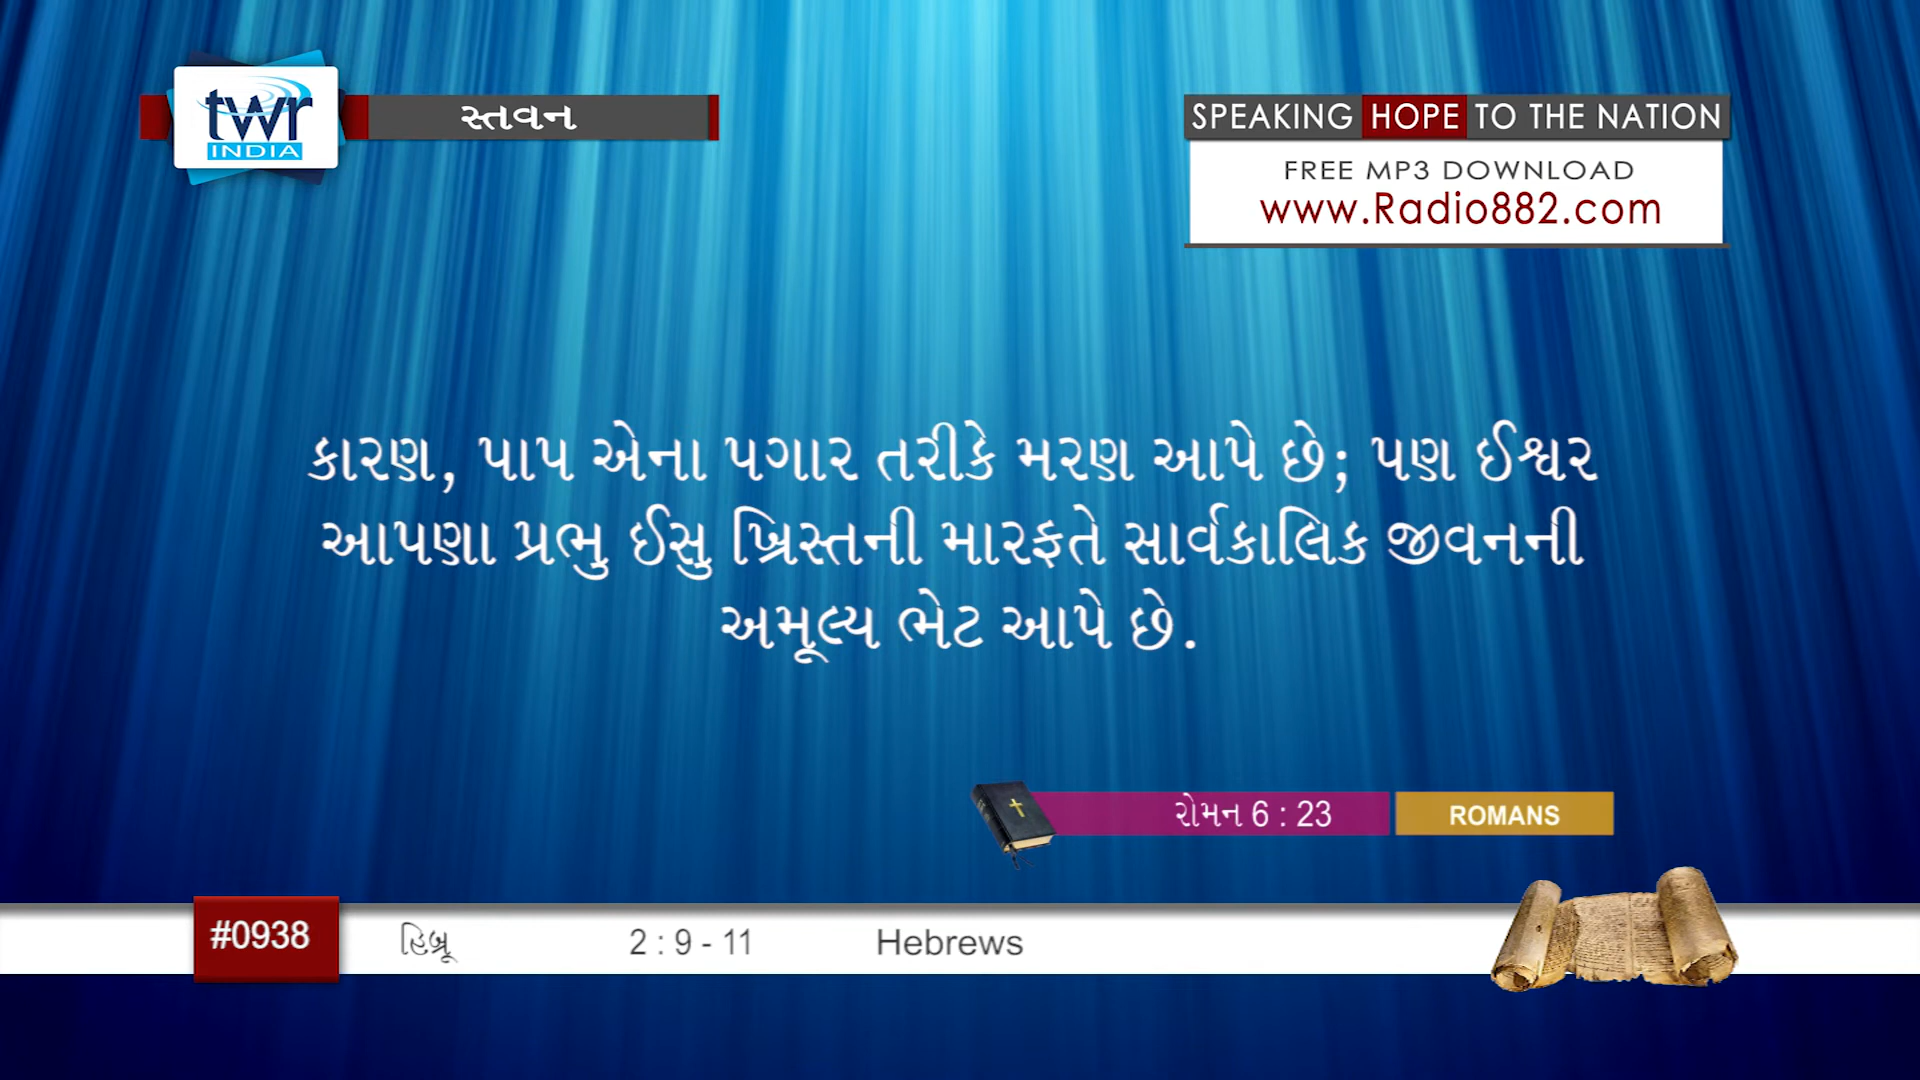 twr
INDIA
સ્તવન
SPEAKING HOPE TO THE NATION
FREE MP3 DOWNLOAD
www.Radio882.com
કારણ, પાપ એના પગાર તરીકે મરણ આપે છે; પણ ઈશ્વર
આપણા પ્રભુ ઈસુ ખ્રિસ્તની મારફતે સાર્વકાલિક જીવનની
અમૂલ્ય ભેટ આપે છે.
રોમન 6 : 23 ROMANS
#0938 હિબ્રૂ 2 : 9 - 11 Hebrews